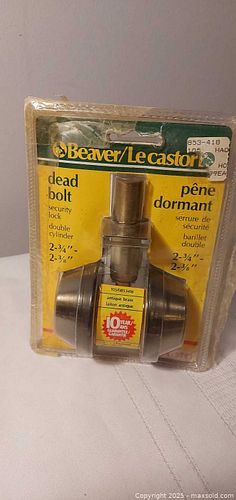 853-418
Beaver/Le castor
dead
bolt
security
lock
double
cylinder
2-¾"-
2-⅜"
pêne
dormant
serrure de
sécurité
barillet
double
2-¾"-
2-⅜"
antique brass
laiton antique
10 YEAR/
ANS
Copyright © 2025 - maxsold.com